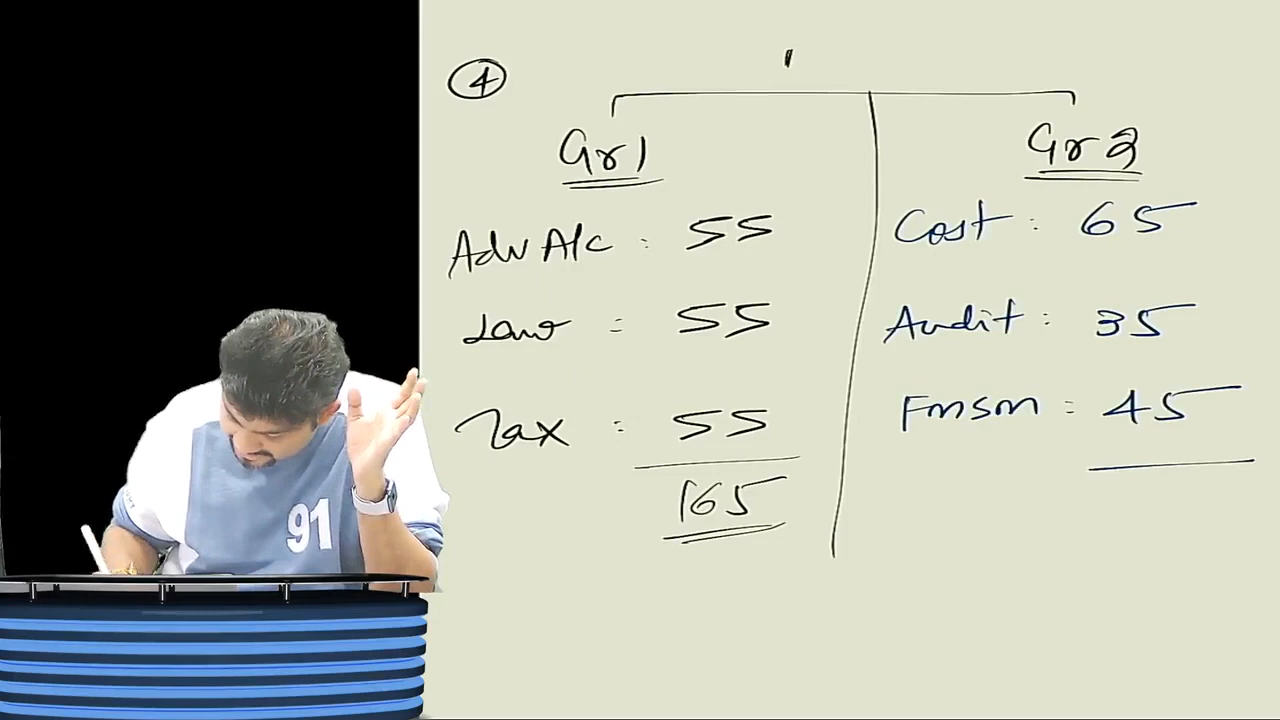 ④
Gr1
Adv A/c : 55
Law = 55
Tax : 55
165
Gr2
Cost : 65
Audit : 35
Fmsm : 45
91